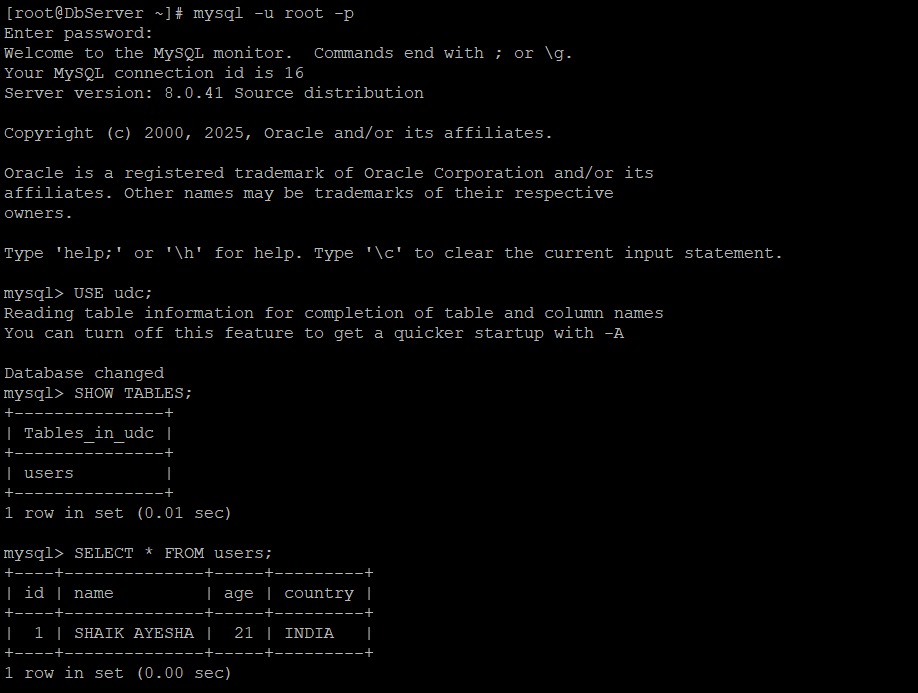 [root@DbServer ~]# mysql -u root -p
Enter password:
Welcome to the MySQL monitor.  Commands end with ; or \g.
Your MySQL connection id is 16
Server version: 8.0.41 Source distribution

Copyright (c) 2000, 2025, Oracle and/or its affiliates.

Oracle is a registered trademark of Oracle Corporation and/or its
affiliates. Other names may be trademarks of their respective
owners.

Type 'help;' or '\h' for help. Type '\c' to clear the current input statement.

mysql> USE udc;
Reading table information for completion of table and column names
You can turn off this feature to get a quicker startup with -A

Database changed
mysql> SHOW TABLES;
+---------------+
| Tables_in_udc |
+---------------+
| users         |
+---------------+
1 row in set (0.01 sec)

mysql> SELECT * FROM users;
+----+--------------+-----+---------+
| id | name         | age | country |
+----+--------------+-----+---------+
|  1 | SHAIK AYESHA |  21 | INDIA   |
+----+--------------+-----+---------+
1 row in set (0.00 sec)